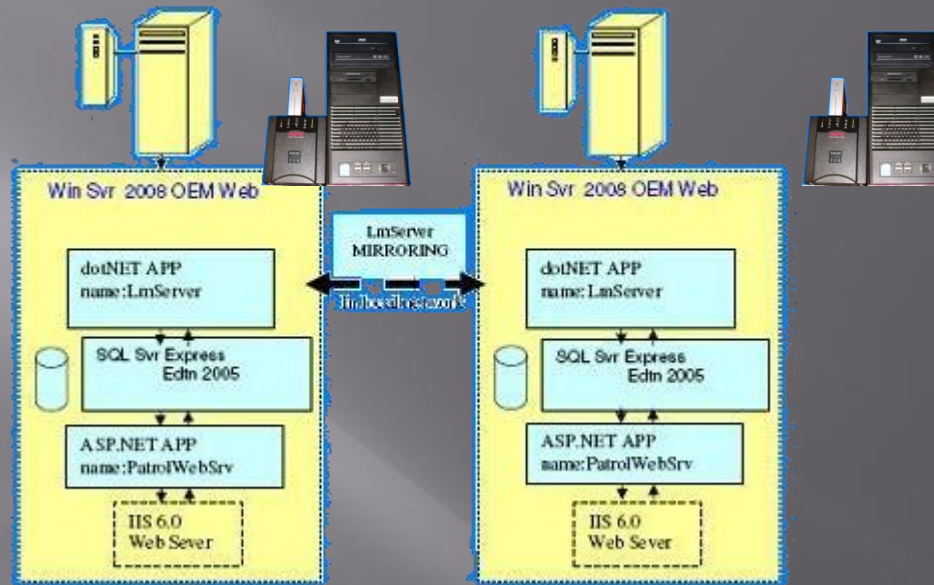 Win Svr 2008 OEM Web
dotNET APP
name:LmServer
SQL Svr Express
Edtn 2005
ASP.NET APP
name:PatrolWebSrv
IIS 6.0
Web Sever
LmServer
MIRRORING
Win Svr 2008 OEM Web
dotNET APP
name:LmServer
SQL Svr Express
Edtn 2005
ASP.NET APP
name:PatrolWebSrv
IIS 6.0
Web Sever